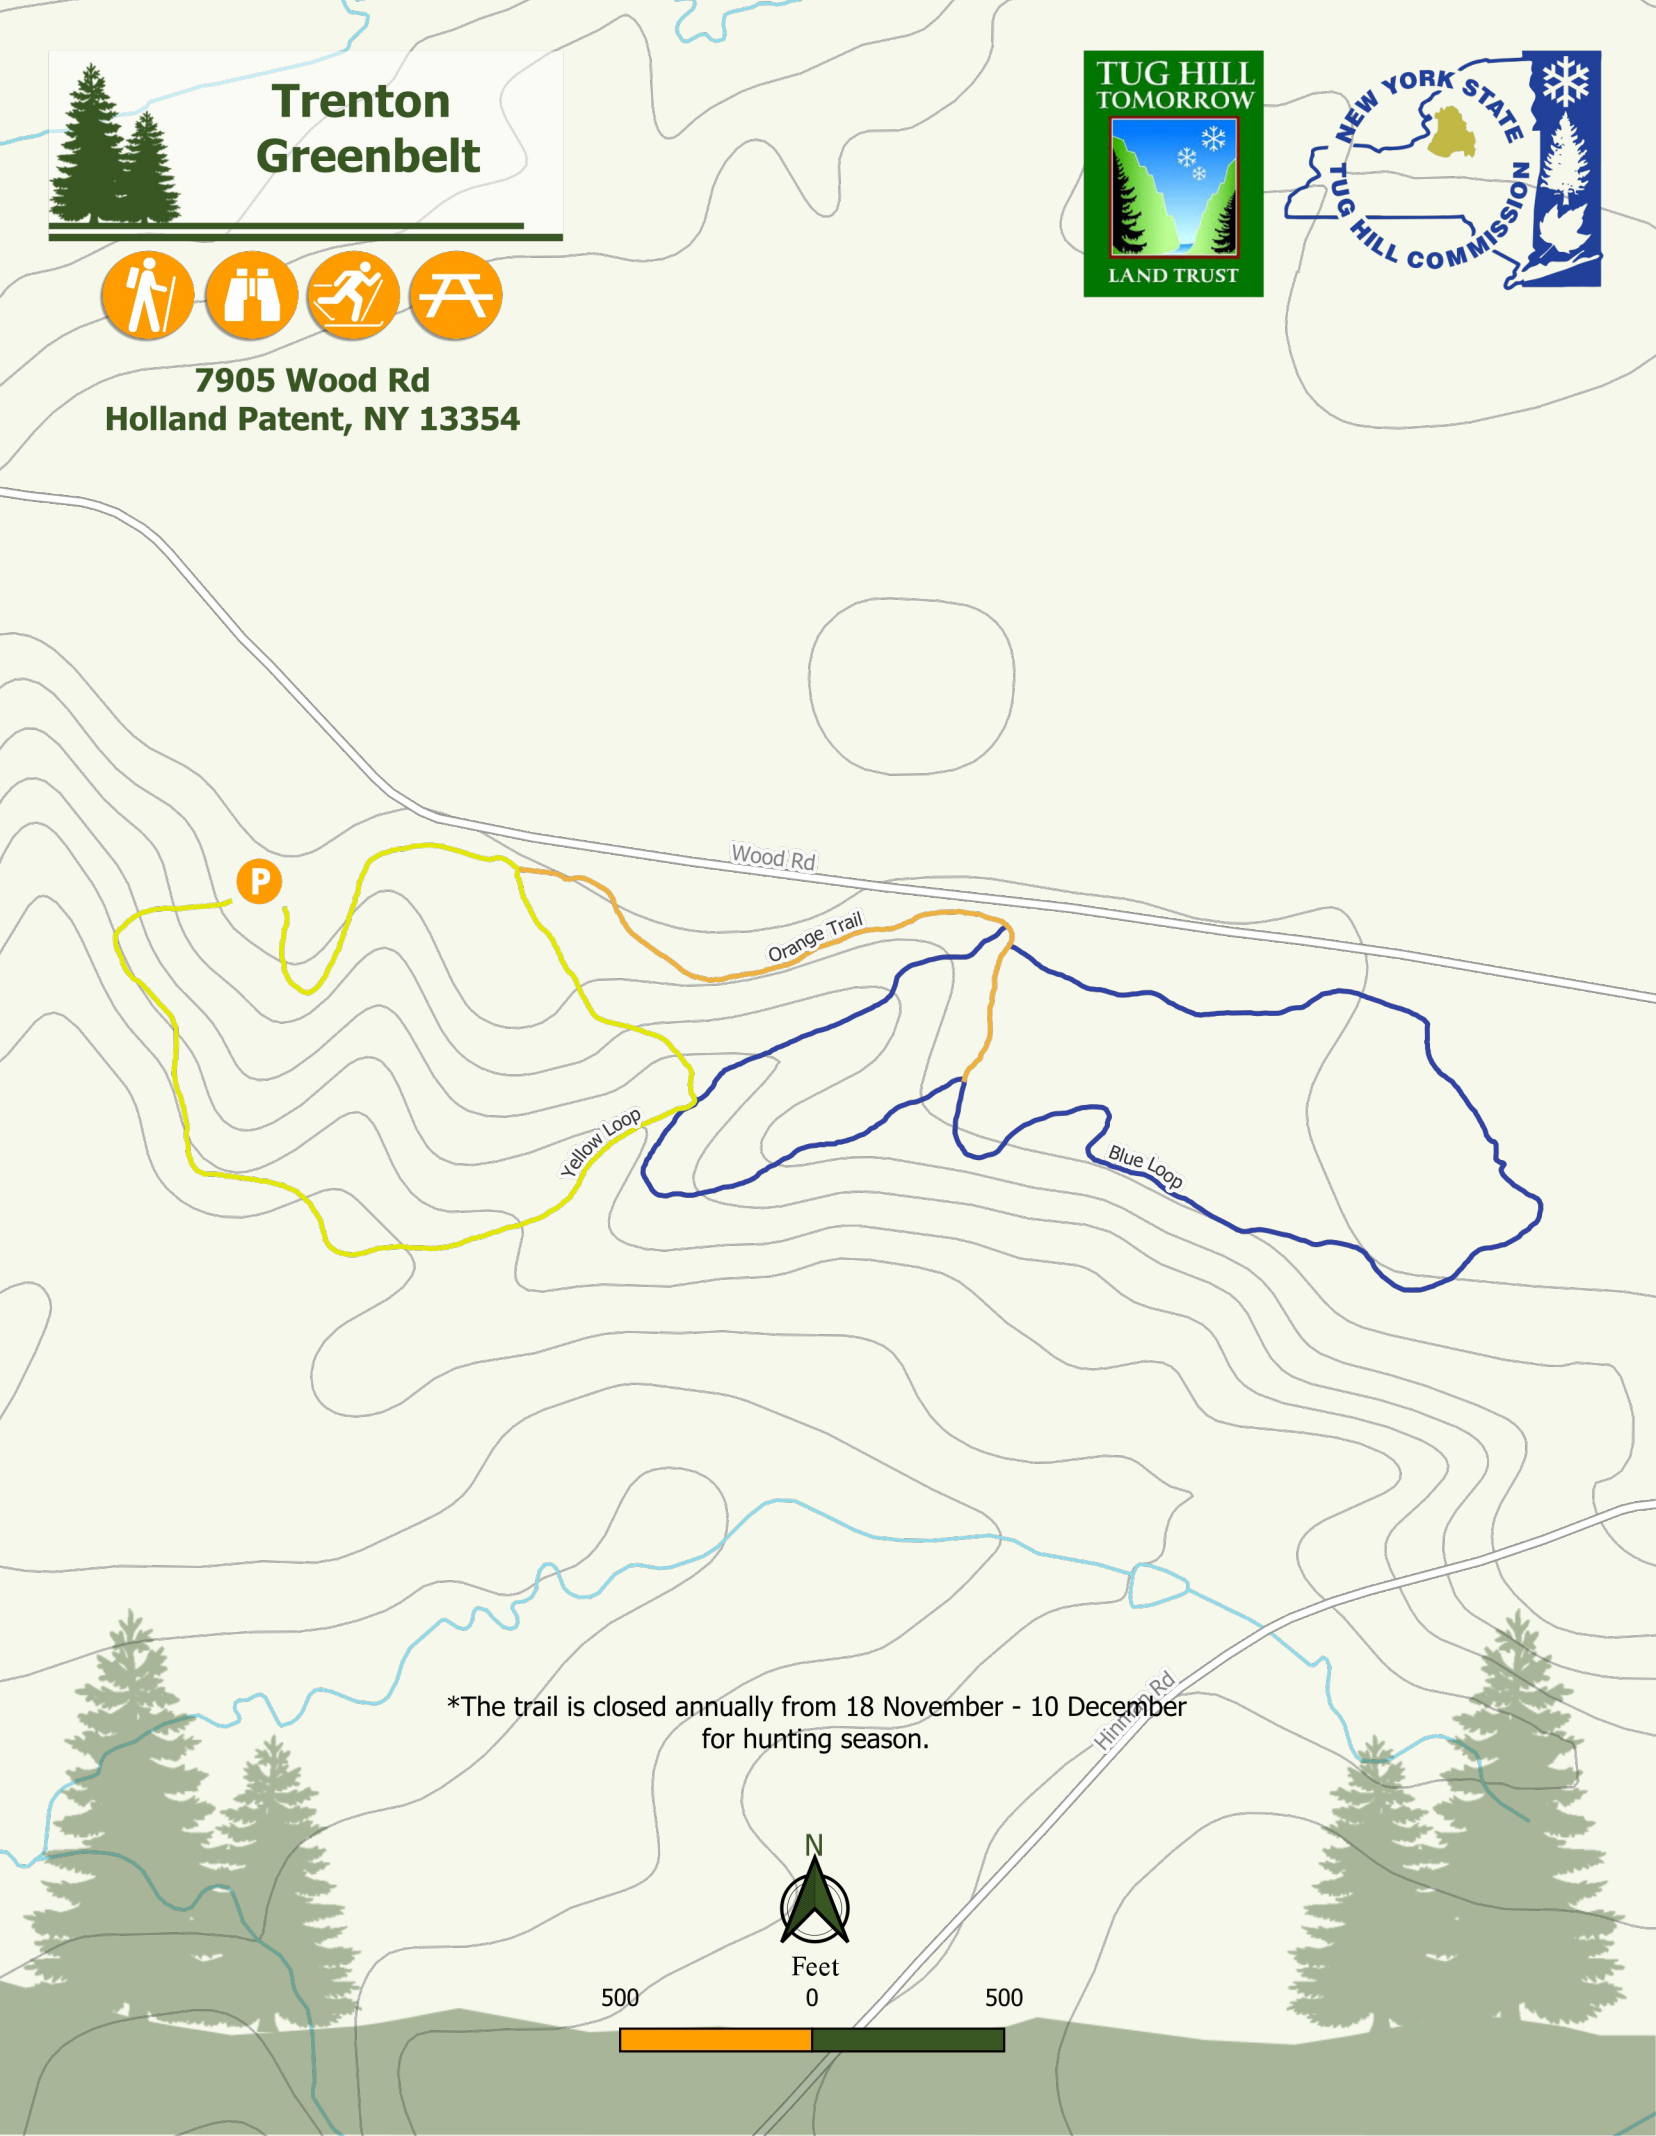 Trenton
Greenbelt
7905 Wood Rd
Holland Patent, NY 13354
TUG HILL
TOMORROW
LAND TRUST
NEW YORK STATE
TUG HILL COMMISSION
Wood Rd
P
Orange Trail
Yellow Loop
Blue Loop
Hinman Rd
*The trail is closed annually from 18 November - 10 December
for hunting season.
N
Feet
500 0 500